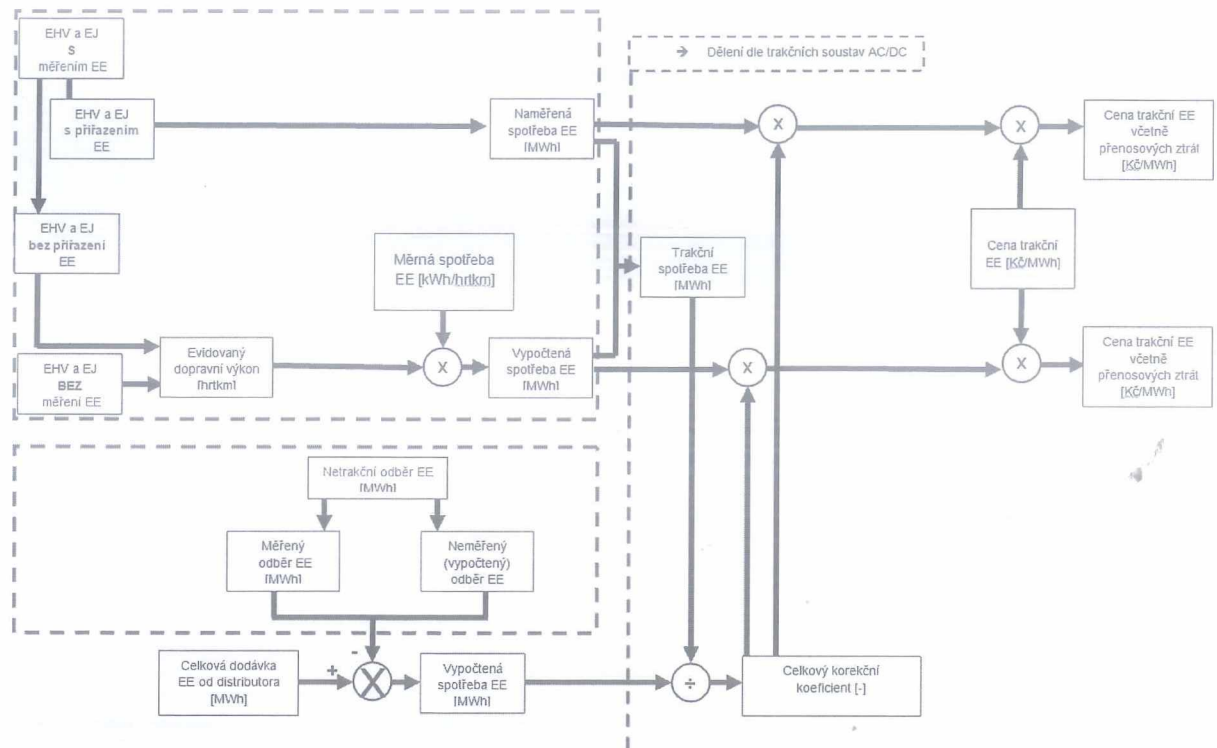 EHV a EJ
S
měřením EE
→ Dělení dle trakčních soustav AC/DC
EHV a EJ
s přiřazením
EE
Naměřená
spotřeba EE
[MWh]
X
X
Cena trakční EE
včetně
přenosových ztrát
[Kč/MWh]
EHV a EJ
bez přiřazení
EE
Měrná spotřeba
EE [kWh/hrtkm]
Trakční
spotřeba EE
[MWh]
Cena trakční
EE [Kč/MWh]
EHV a EJ
BEZ
měření EE
Evidovaný
dopravní výkon
[hrtkm]
X
Vypočtená
spotřeba EE
[MWh]
X
X
Cena trakční EE
včetně
přenosových ztrát
[Kč/MWh]
Netrakční odběr EE
[MWh]
Měřený
odběr EE
[MWh]
Neměřený
(vypočtený)
odběr EE
-
+
Celková dodávka
EE od distributora
[MWh]
X
Vypočtená
spotřeba EE
[MWh]
÷
Celkový korekční
koeficient [-]